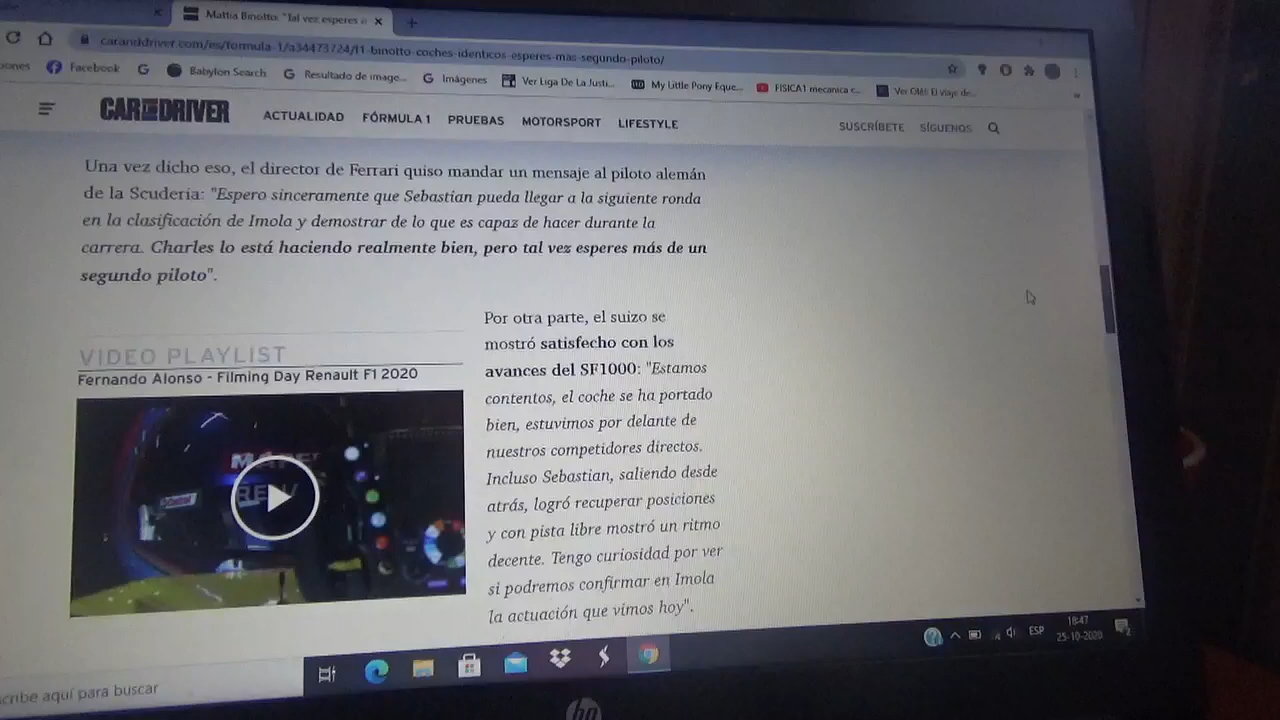 Mattia Binotto: "Tal vez esperes
caranddriver.com/es/formula-1/a34473724/f1-binotto-coches-identicos-esperes-mas-segundo-piloto/
Facebook G Babylon Search Resultado de image... Imágenes Ver Liga De La Justi... My Little Pony Eque... FISICA1 mecanica c...
CAR AND DRIVER ACTUALIDAD FÓRMULA 1 PRUEBAS MOTORSPORT LIFESTYLE SUSCRÍBETE SÍGUENOS
Una vez dicho eso, el director de Ferrari quiso mandar un mensaje al piloto alemán
de la Scuderia: "Espero sinceramente que Sebastian pueda llegar a la siguiente ronda
en la clasificación de Imola y demostrar de lo que es capaz de hacer durante la
carrera. Charles lo está haciendo realmente bien, pero tal vez esperes más de un
segundo piloto".
VIDEO PLAYLIST
Fernando Alonso - Filming Day Renault F1 2020
Por otra parte, el suizo se
mostró satisfecho con los
avances del SF1000: "Estamos
contentos, el coche se ha portado
bien, estuvimos por delante de
nuestros competidores directos.
Incluso Sebastian, saliendo desde
atrás, logró recuperar posiciones
y con pista libre mostró un ritmo
decente. Tengo curiosidad por ver
si podremos confirmar en Imola
la actuación que vimos hoy".
cribe aquí para buscar
ESP
18:47
25-10-2020
hp